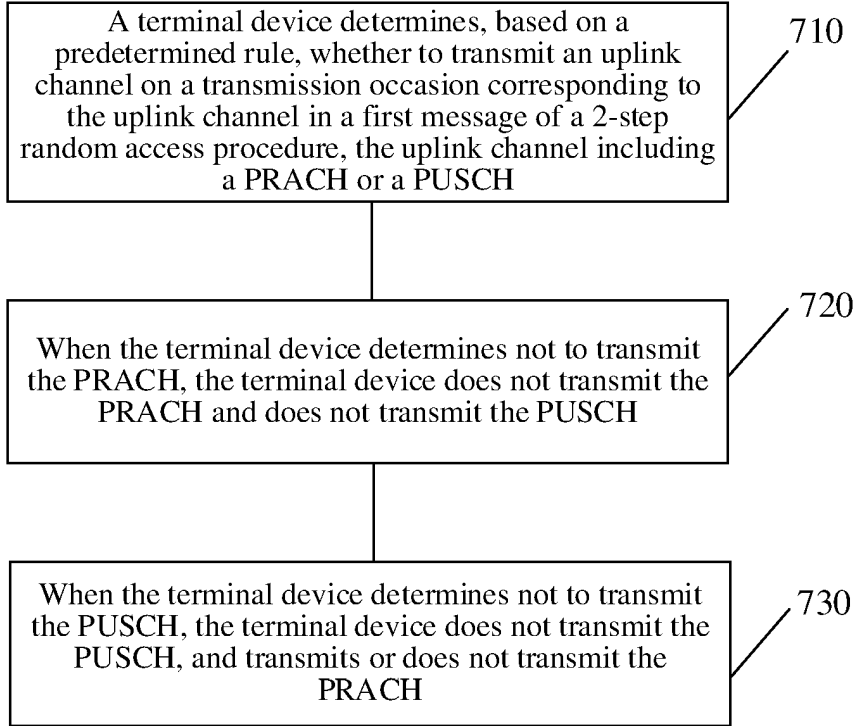 A terminal device determines, based on a
predetermined rule, whether to transmit an uplink
channel on a transmission occasion corresponding to
the uplink channel in a first message of a 2-step
random access procedure, the uplink channel including
a PRACH or a PUSCH
710
When the terminal device determines not to transmit
the PRACH, the terminal device does not transmit the
PRACH and does not transmit the PUSCH
720
When the terminal device determines not to transmit
the PUSCH, the terminal device does not transmit the
PUSCH, and transmits or does not transmit the
PRACH
730